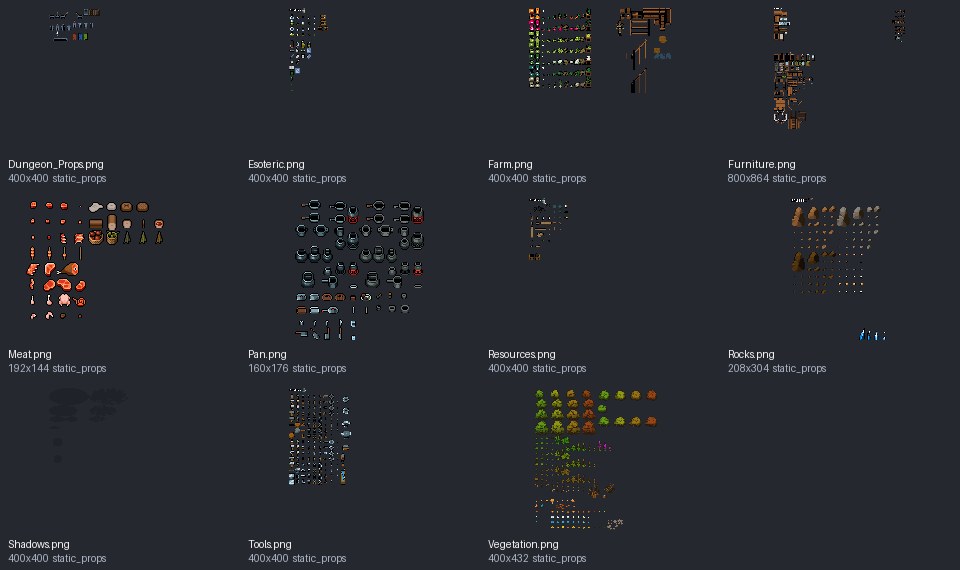 Dungeon_Props.png
400x400 static_props
Esoteric.png
400x400 static_props
Farm.png
400x400 static_props
Furniture.png
800x864 static_props
Meat.png
192x144 static_props
Pan.png
160x176 static_props
Resources.png
400x400 static_props
Rocks.png
208x304 static_props
Shadows.png
400x400 static_props
Tools.png
400x400 static_props
Vegetation.png
400x432 static_props